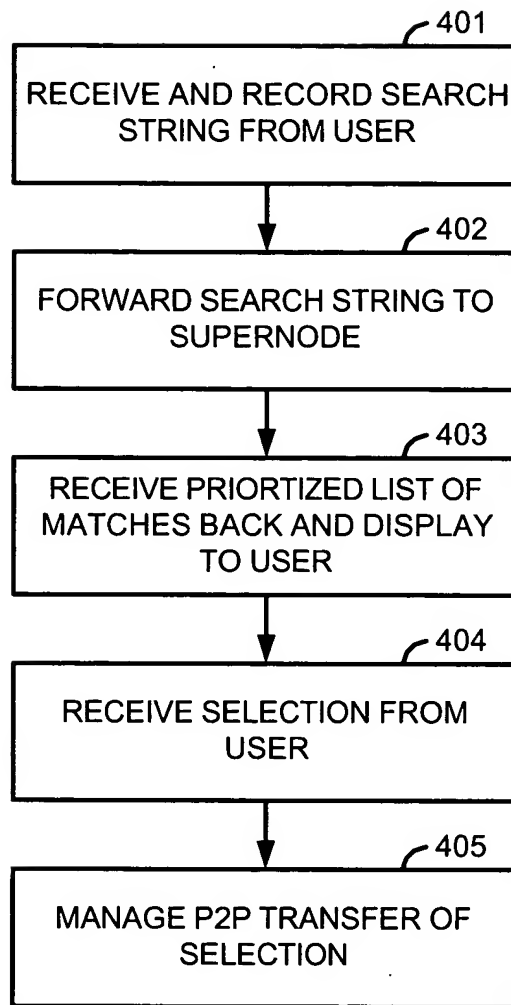 401
RECEIVE AND RECORD SEARCH
STRING FROM USER
402
FORWARD SEARCH STRING TO
SUPERNODE
403
RECEIVE PRIORTIZED LIST OF
MATCHES BACK AND DISPLAY
TO USER
404
RECEIVE SELECTION FROM
USER
405
MANAGE P2P TRANSFER OF
SELECTION